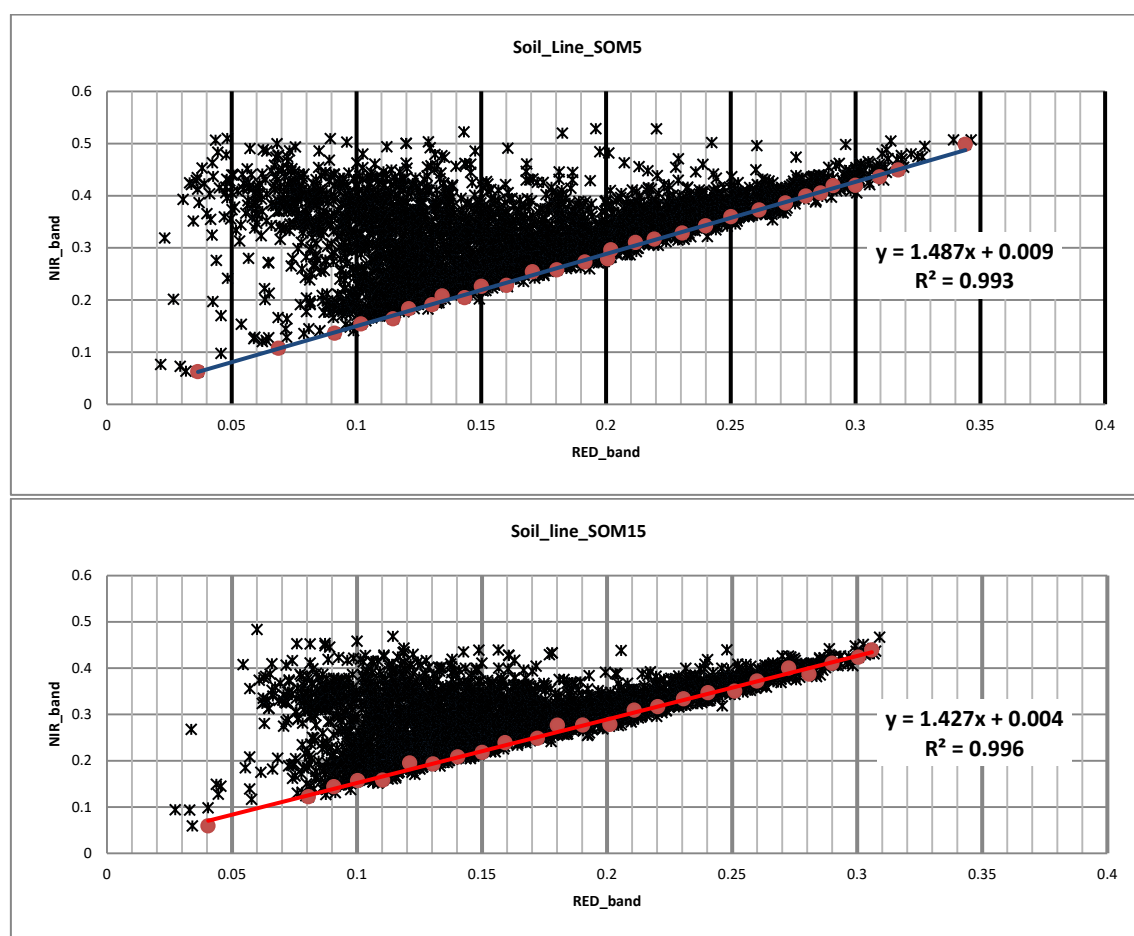 Soil_Line_SOM5
0.6
0.5
0.4
0.3
0.2
0.1
0
NIR_band
y = 1.487x + 0.009
R² = 0.993
0 0.05 0.1 0.15 0.2 0.25 0.3 0.35 0.4
RED_band
Soil_line_SOM15
0.6
0.5
0.4
0.3
0.2
0.1
0
NIR_band
y = 1.427x + 0.004
R² = 0.996
0 0.05 0.1 0.15 0.2 0.25 0.3 0.35 0.4
RED_band